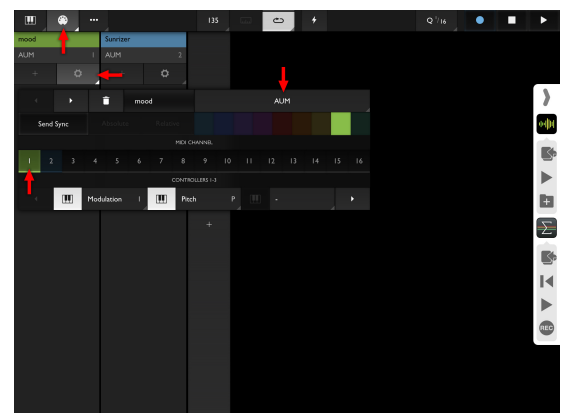 135
Q 1/16
mood
Sunrizer
AUM 1
AUM 2
+
mood
AUM
Send Sync
Absolute
Relative
MIDI CHANNEL
1 2 3 4 5 6 7 8 9 10 11 12 13 14 15 16
CONTROLLERS 1-3
Modulation 1
Pitch P
-
+
REC